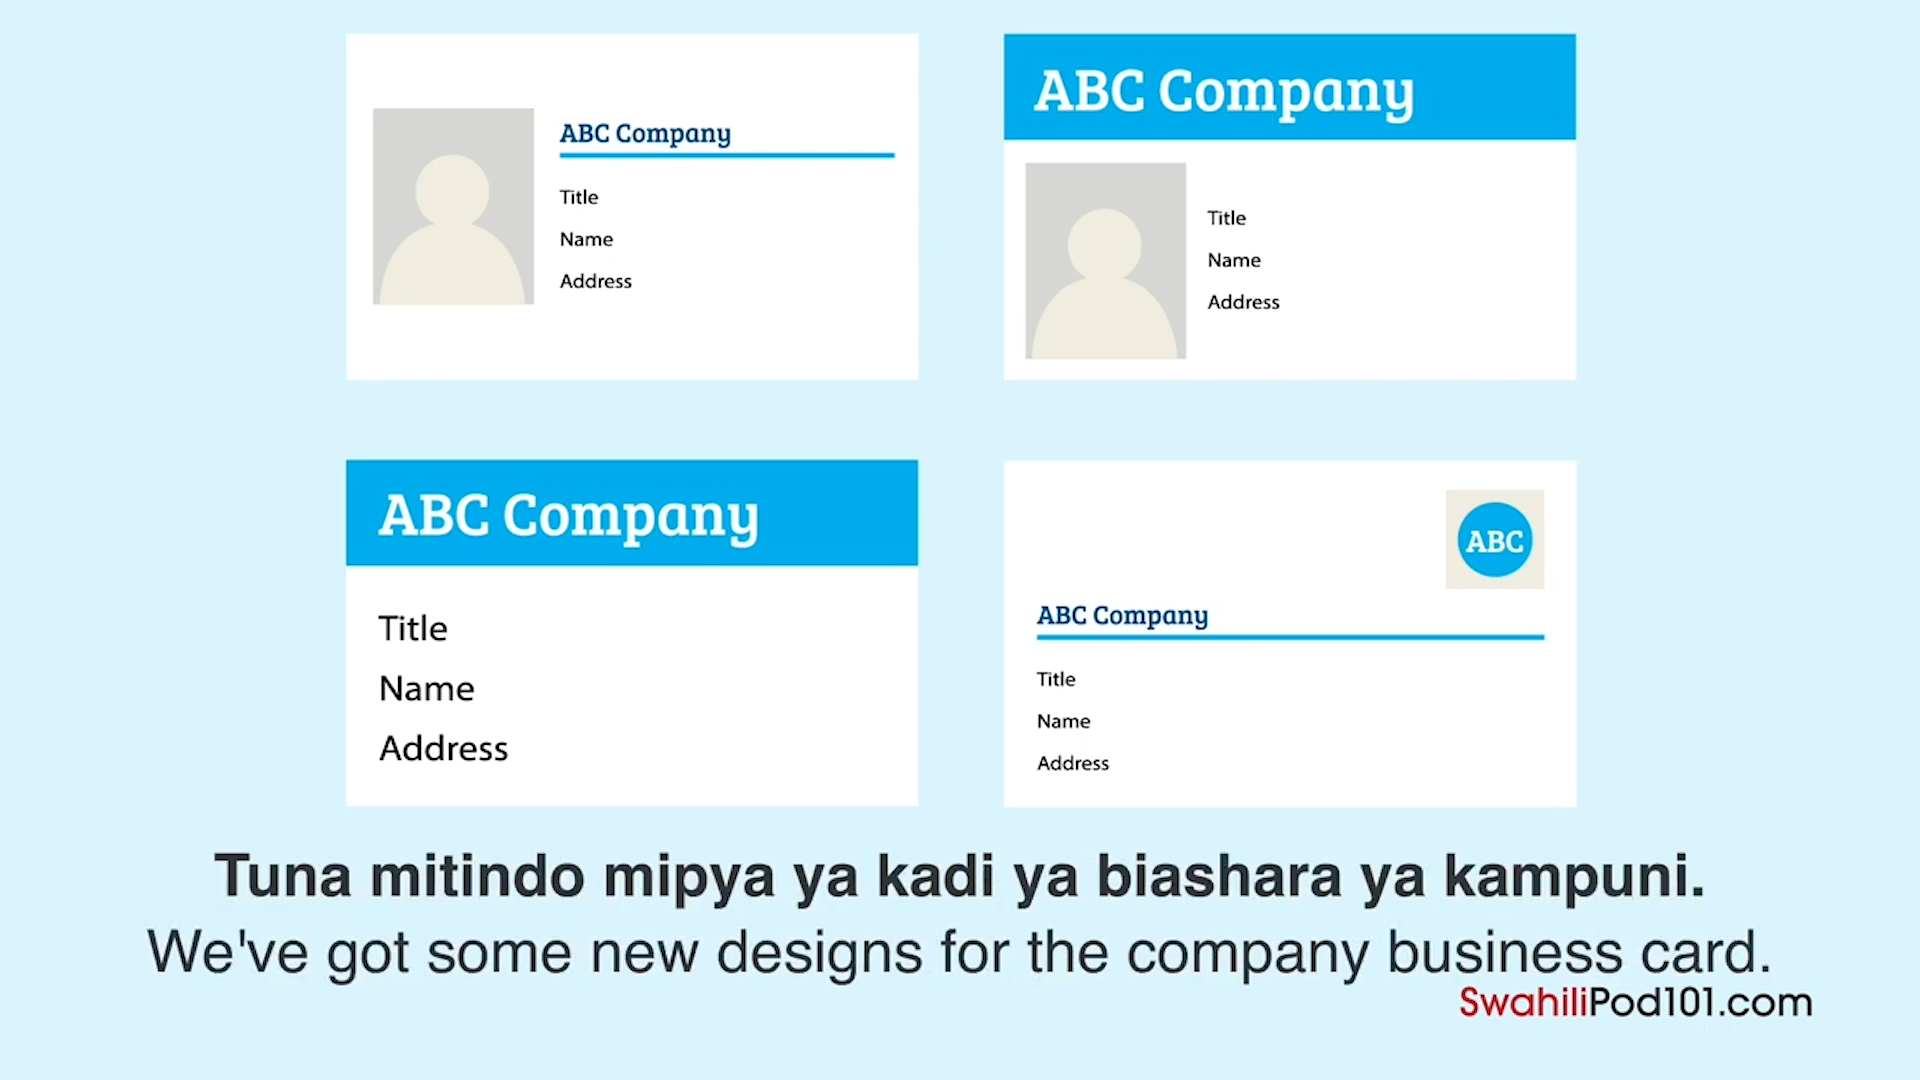 ABC Company
Title
Name
Address
ABC Company
Title
Name
Address
ABC Company
Title
Name
Address
ABC
ABC Company
Title
Name
Address
Tuna mitindo mipya ya kadi ya biashara ya kampuni.
We've got some new designs for the company business card.
SwahiliPod101.com